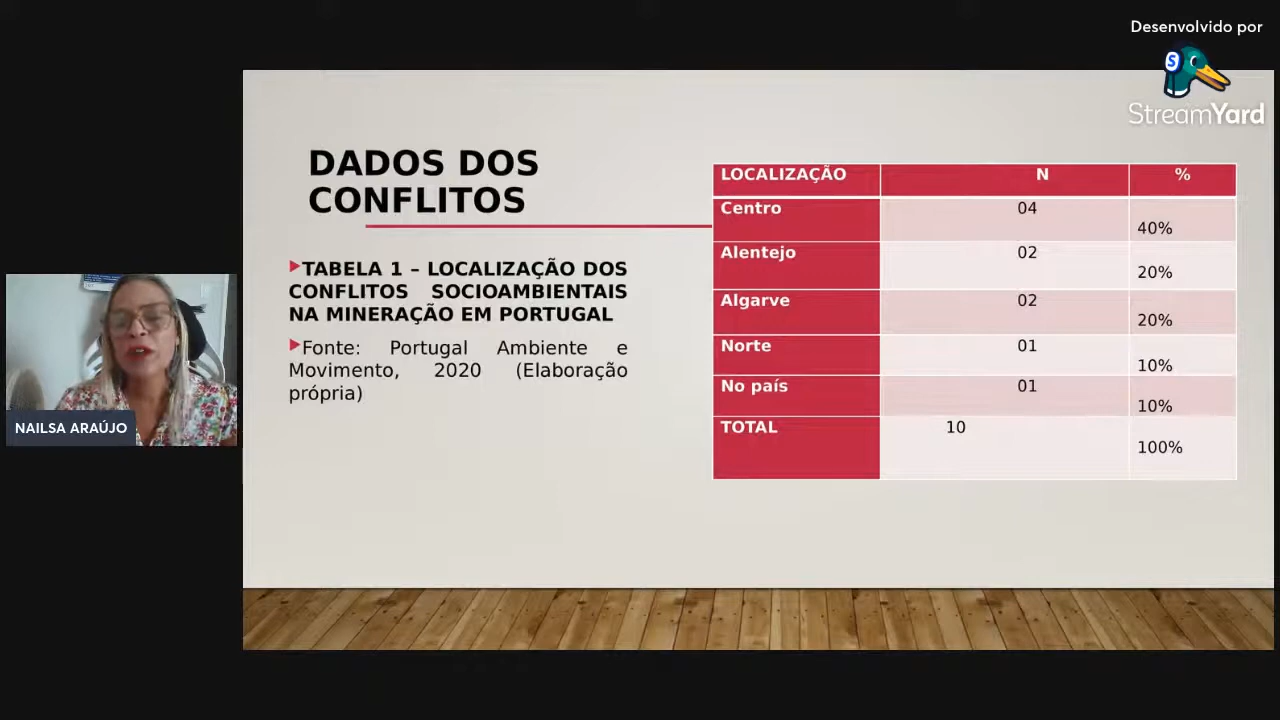 Desenvolvido por
StreamYard
DADOS DOS
CONFLITOS
TABELA 1 – LOCALIZAÇÃO DOS
CONFLITOS SOCIOAMBIENTAIS
NA MINERAÇÃO EM PORTUGAL
Fonte: Portugal Ambiente e
Movimento, 2020 (Elaboração
própria)
LOCALIZAÇÃO N %
Centro 04 40%
Alentejo 02 20%
Algarve 02 20%
Norte 01 10%
No país 01 10%
TOTAL 10 100%
NAILSA ARAÚJO